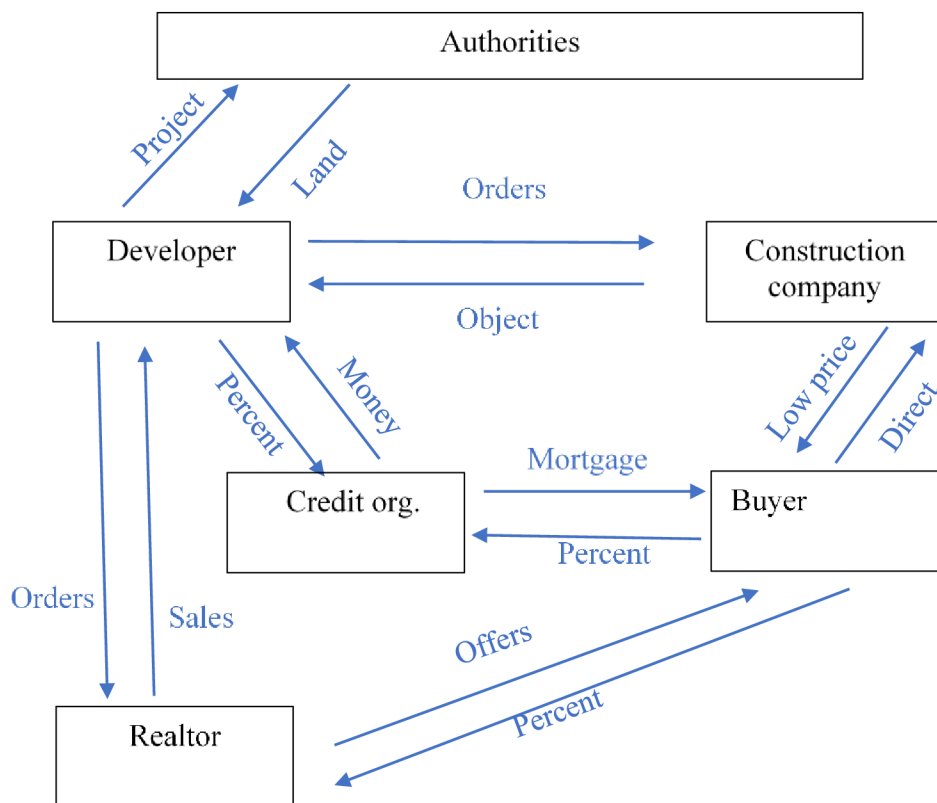 Authorities
Project
Land
Orders
Developer
Construction
company
Object
Percent
Money
Low price
Direct
Mortgage
Credit org.
Buyer
Percent
Orders
Sales
Offers
Percent
Realtor